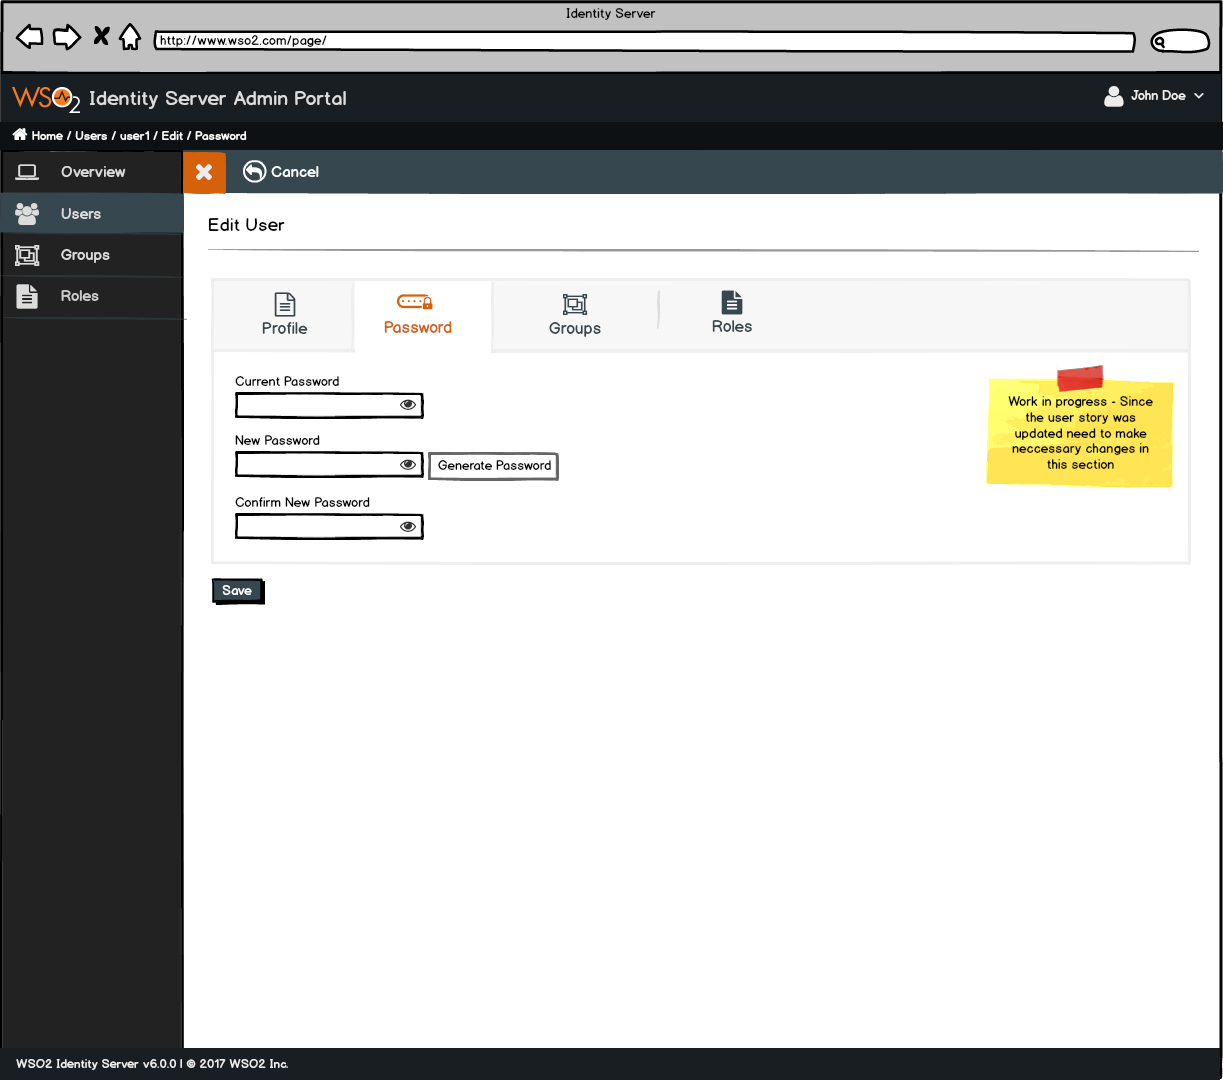 Identity Server
http://www.wso2.com/page/
WSO2 Identity Server Admin Portal
John Doe
Home / Users / user1 / Edit / Password
Overview
Users
Groups
Roles
Cancel
Edit User
Profile
Password
Groups
Roles
Current Password
New Password
Generate Password
Confirm New Password
Work in progress - Since
the user story was
updated need to make
neccessary changes in
this section
Save
WSO2 Identity Server v6.0.0 | © 2017 WSO2 Inc.